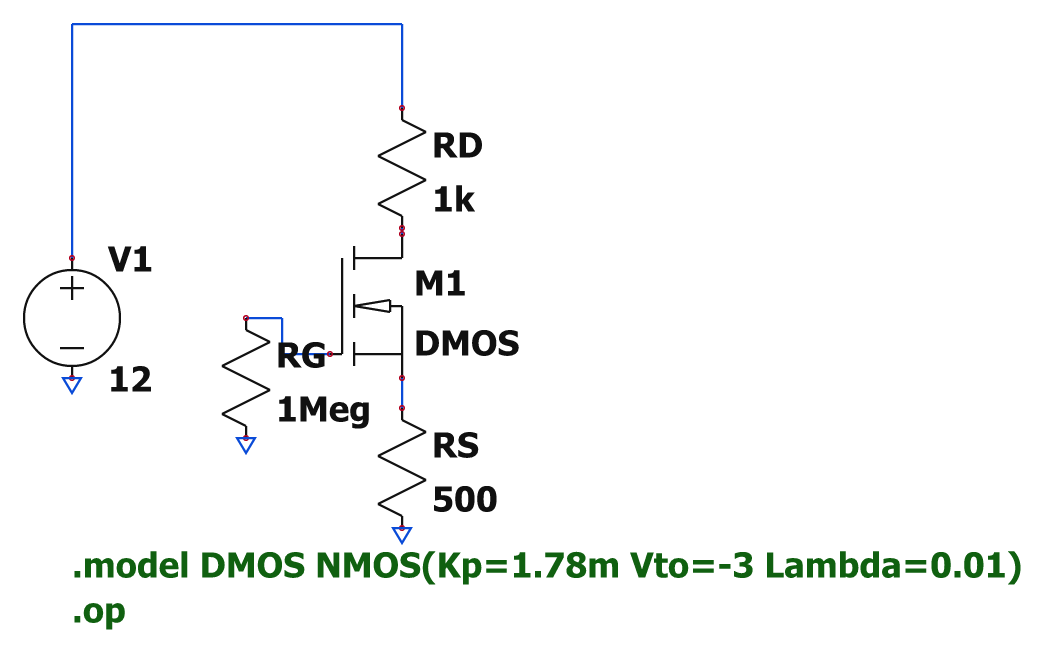 RD
1k
V1
12
M1
DMOS
RG
1Meg
RS
500
.model DMOS NMOS(Kp=1.78m Vto=-3 Lambda=0.01)
.op